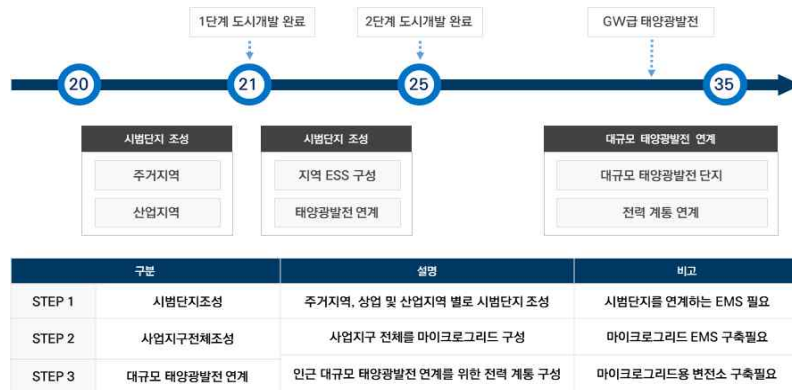 1단계 도시개발 완료
2단계 도시개발 완료
GW급 태양광발전
20
21
25
35
시범단지 조성
주거지역
산업지역
시범단지 조성
지역 ESS 구성
태양광발전 연계
대규모 태양광발전 연계
대규모 태양광발전 단지
전력 계통 연계
구분 설명 비고
STEP 1 시범단지조성 주거지역, 상업 및 산업지역 별로 시범단지 조성 시범단지를 연계하는 EMS 필요
STEP 2 사업지구전체조성 사업지구 전체를 마이크로그리드 구성 마이크로그리드 EMS 구축필요
STEP 3 대규모 태양광발전 연계 인근 대규모 태양광발전 연계를 위한 전력 계통 구성 마이크로그리드용 변전소 구축필요